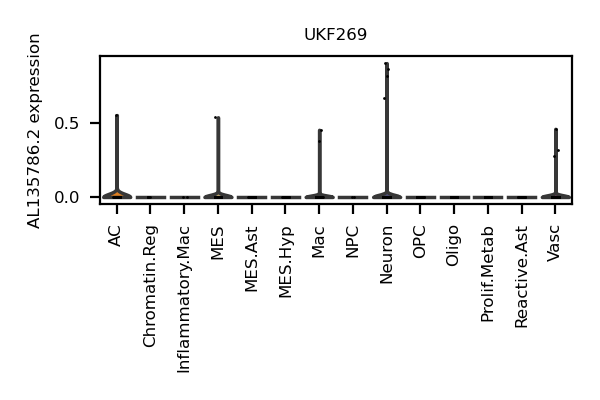 UKF269
AL135786.2 expression
0.5
0.0
AC
Chromatin.Reg
Inflammatory.Mac
MES
MES.Ast
MES.Hyp
Mac
NPC
Neuron
OPC
Oligo
Prolif.Metab
Reactive.Ast
Vasc